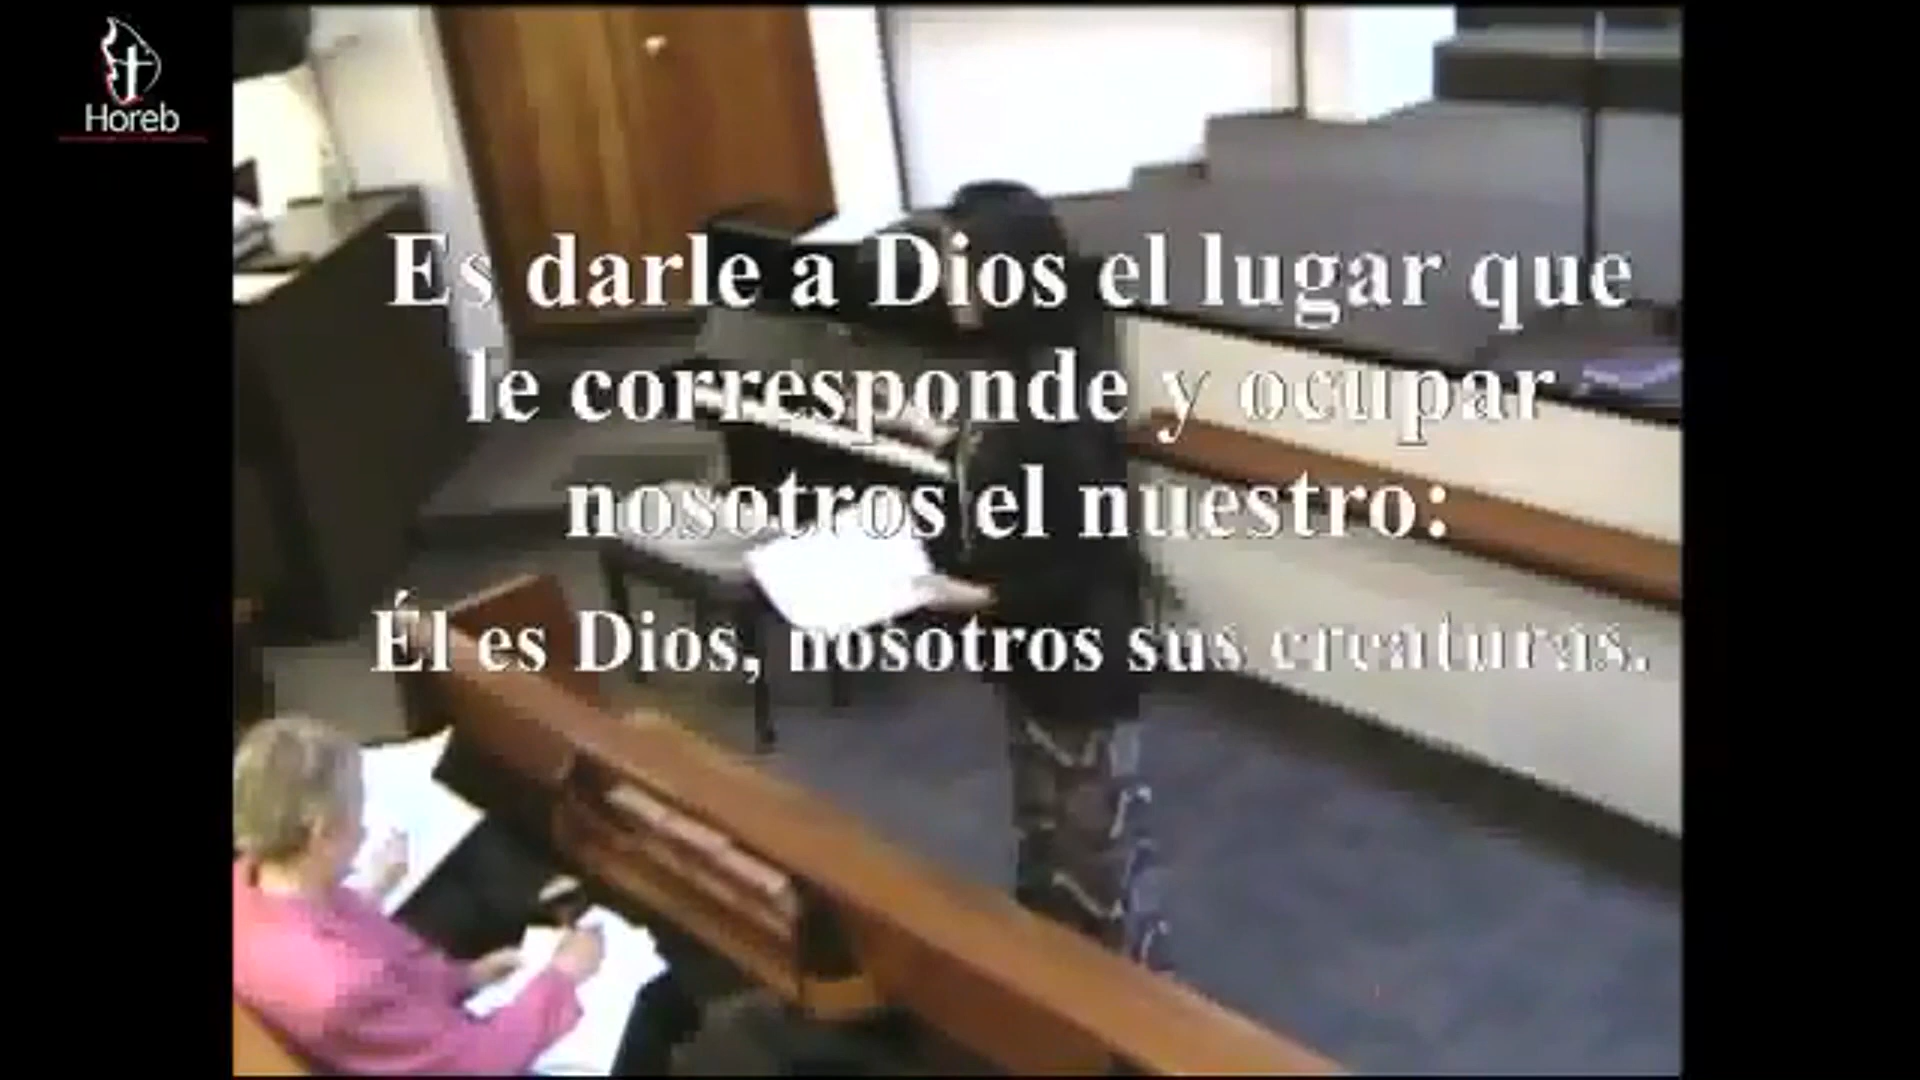 Horeb
Es darle a Dios el lugar que
le corresponde y ocupar
nosotros el nuestro:
Él es Dios, nosotros sus creaturas.